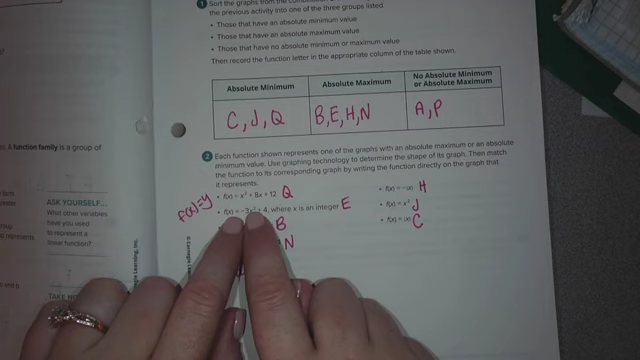 1 Sort the graphs from the
the previous activity into one of the three groups listed
• Those that have an absolute minimum value
• Those that have an absolute maximum value
• Those that have no absolute minimum or maximum value
Then record the function letter in the appropriate column of the table shown.
Absolute Minimum Absolute Maximum No Absolute Minimum
or Absolute Maximum
C, J, Q B, E, H, N A, P
2 Each function shown represents one of the graphs with an absolute maximum or an absolute
minimum value. Use graphing technology to determine the shape of its graph. Then match
the function to its corresponding graph by writing the function directly on the graph that
it represents.
f(x)=y
• f(x) = x² + 8x + 12 Q
• f(x) = −3x² + 4, where x is an integer E
B
N
• f(x) = −|x| H
• f(x) = x² J
• f(x) = |x| C
s. A function family is a group of
ASK YOURSELF...
What other variables
have you used
to represent a
linear function?